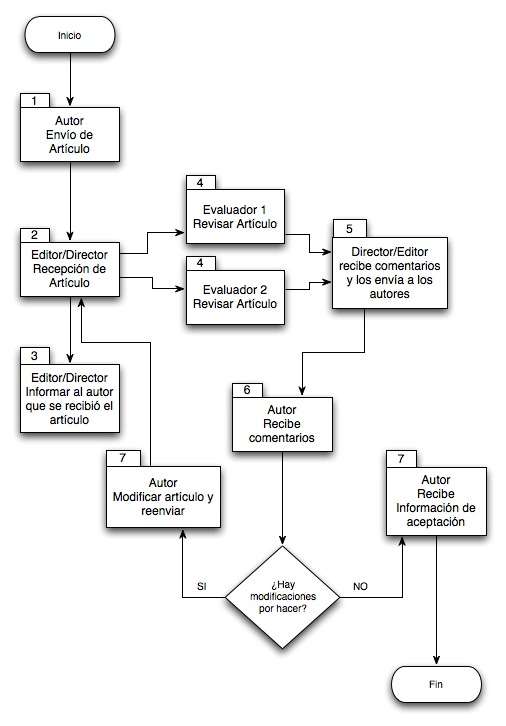 Inicio
1
Autor
Envío de
Artículo
2
Editor/Director
Recepción de
Artículo
3
Editor/Director
Informar al autor
que se recibió el
artículo
4
Evaluador 1
Revisar Artículo
4
Evaluador 2
Revisar Artículo
5
Director/Editor
recibe comentarios
y los envía a los
autores
6
Autor
Recibe
comentarios
¿Hay
modificaciones
por hacer?
SI
NO
7
Autor
Modificar artículo y
reenviar
7
Autor
Recibe
Información de
aceptación
Fin